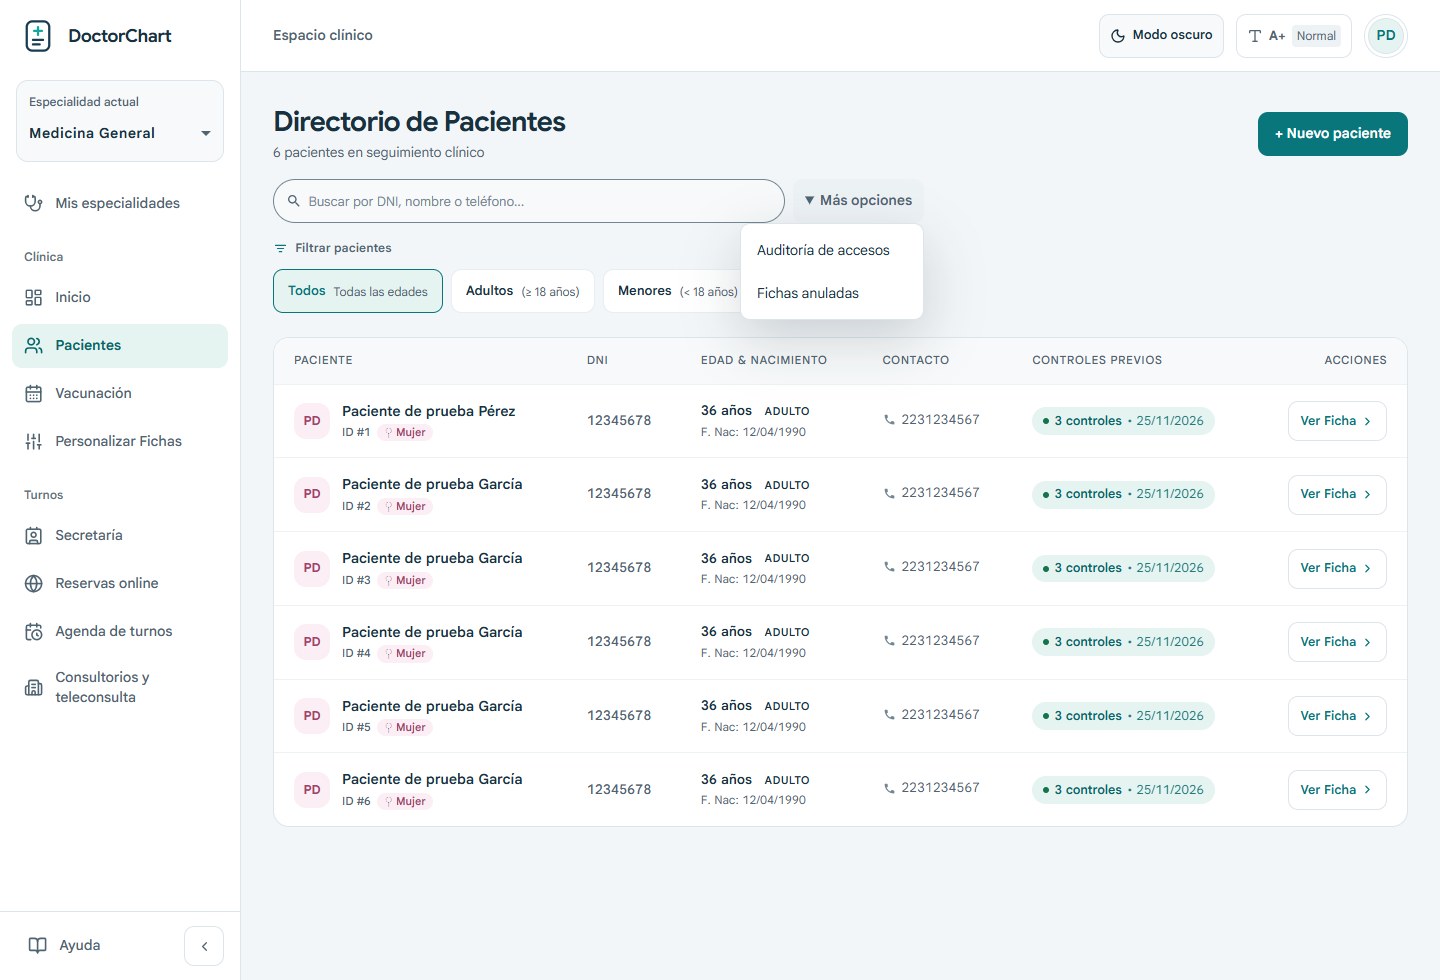 DoctorChart
Espacio clínico
Modo oscuro
A+ Normal
PD
Especialidad actual
Medicina General
Mis especialidades
Clínica
Inicio
Pacientes
Vacunación
Personalizar Fichas
Turnos
Secretaría
Reservas online
Agenda de turnos
Consultorios y
teleconsulta
Ayuda
Directorio de Pacientes
6 pacientes en seguimiento clínico
+ Nuevo paciente
Buscar por DNI, nombre o teléfono...
▼ Más opciones
Auditoría de accesos
Fichas anuladas
Filtrar pacientes
Todos Todas las edades
Adultos (≥ 18 años)
Menores (< 18 años)
PACIENTE DNI EDAD & NACIMIENTO CONTACTO CONTROLES PREVIOS ACCIONES
PD Paciente de prueba Pérez 12345678 36 años ADULTO 2231234567 3 controles • 25/11/2026 Ver Ficha
ID #1 Mujer F. Nac: 12/04/1990
PD Paciente de prueba García 12345678 36 años ADULTO 2231234567 3 controles • 25/11/2026 Ver Ficha
ID #2 Mujer F. Nac: 12/04/1990
PD Paciente de prueba García 12345678 36 años ADULTO 2231234567 3 controles • 25/11/2026 Ver Ficha
ID #3 Mujer F. Nac: 12/04/1990
PD Paciente de prueba García 12345678 36 años ADULTO 2231234567 3 controles • 25/11/2026 Ver Ficha
ID #4 Mujer F. Nac: 12/04/1990
PD Paciente de prueba García 12345678 36 años ADULTO 2231234567 3 controles • 25/11/2026 Ver Ficha
ID #5 Mujer F. Nac: 12/04/1990
PD Paciente de prueba García 12345678 36 años ADULTO 2231234567 3 controles • 25/11/2026 Ver Ficha
ID #6 Mujer F. Nac: 12/04/1990